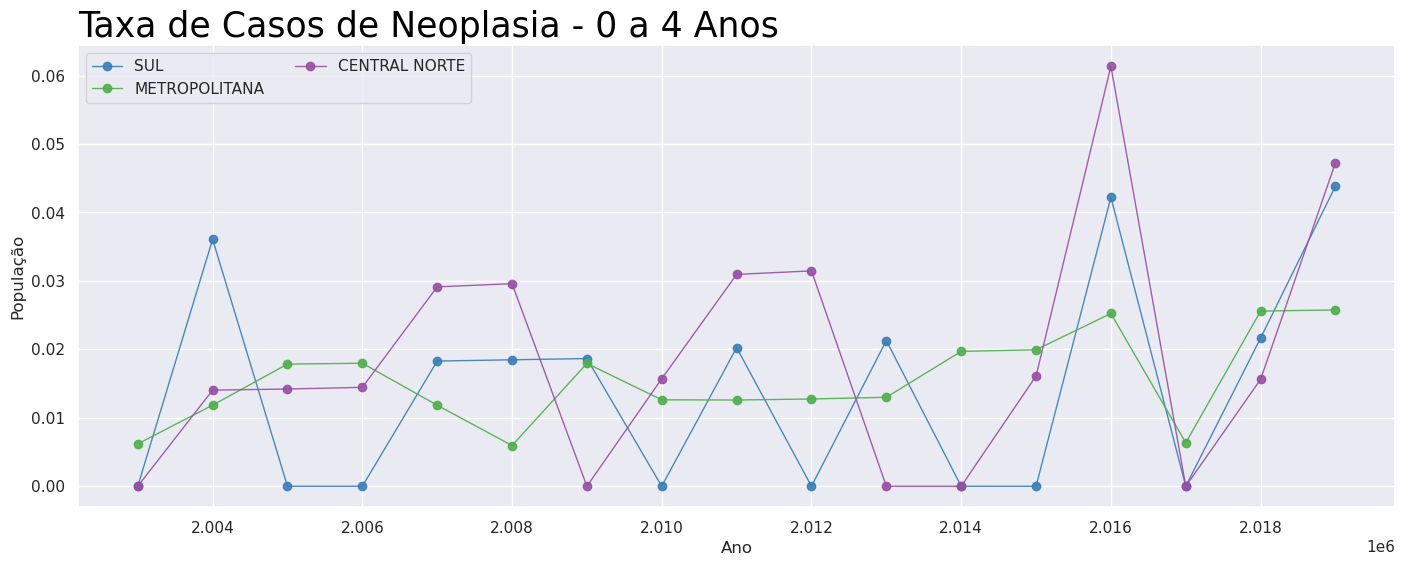 Taxa de Casos de Neoplasia - 0 a 4 Anos
SUL
METROPOLITANA
CENTRAL NORTE
0.06
0.05
0.04
0.03
0.02
0.01
0.00
População
2.004 2.006 2.008 2.010 2.012 2.014 2.016 2.018
Ano
1e6